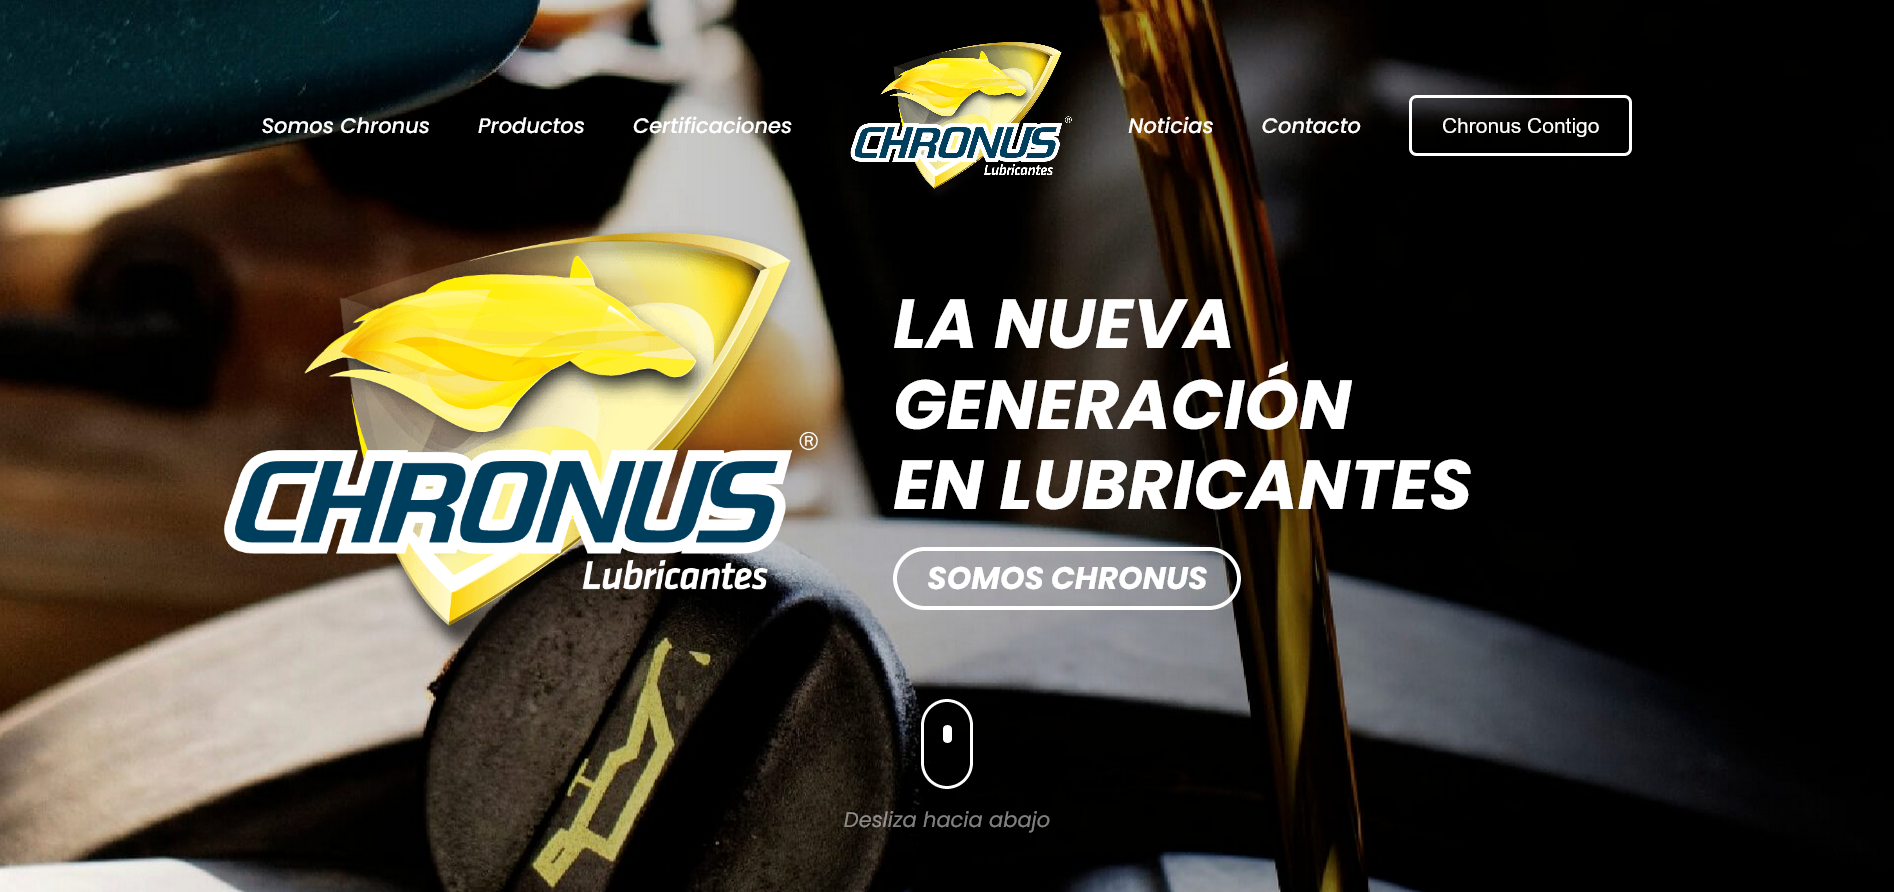 Somos Chronus
Productos
Certificaciones
CHRONUS
®
Lubricantes
Noticias
Contacto
Chronus Contigo
CHRONUS
®
Lubricantes
LA NUEVA
GENERACIÓN
EN LUBRICANTES
SOMOS CHRONUS
Desliza hacia abajo